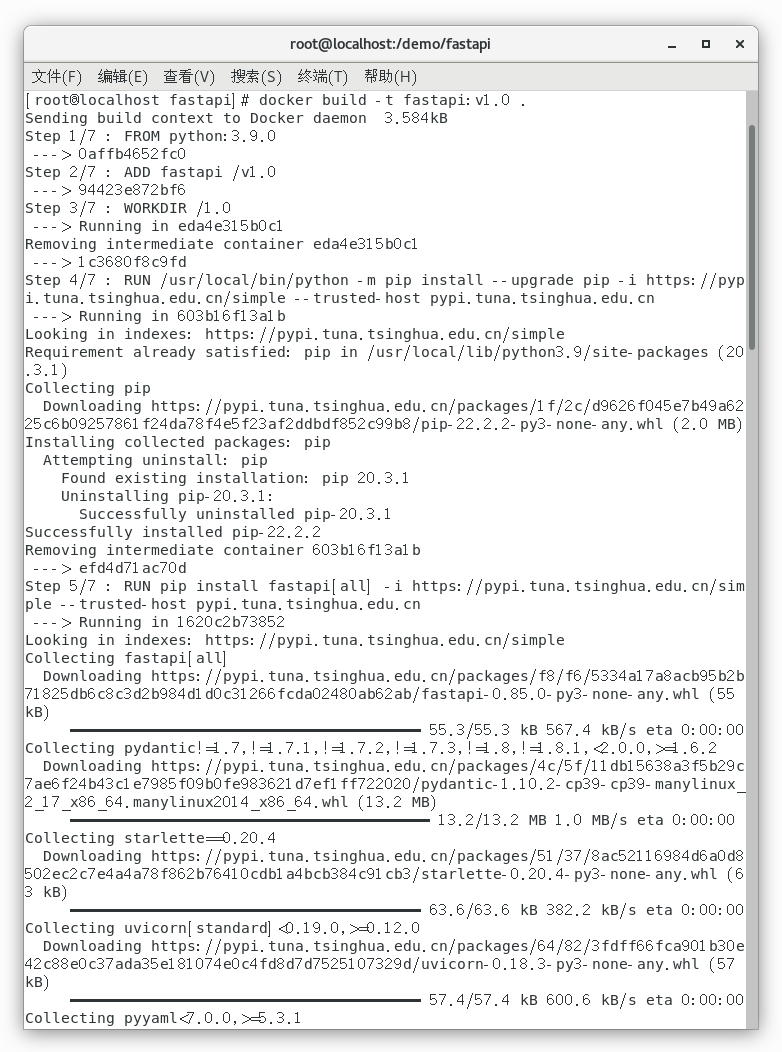 root@localhost:/demo/fastapi
文件(F) 编辑(E) 查看(V) 搜索(S) 终端(T) 帮助(H)
[root@localhost fastapi]# docker build -t fastapi:v1.0 .
Sending build context to Docker daemon  3.584kB
Step 1/7 : FROM python:3.9.0
 ---> 0affb4652fc0
Step 2/7 : ADD fastapi /v1.0
 ---> 94423e872bf6
Step 3/7 : WORKDIR /1.0
 ---> Running in eda4e315b0c1
Removing intermediate container eda4e315b0c1
 ---> 1c3680f8c9fd
Step 4/7 : RUN /usr/local/bin/python -m pip install --upgrade pip -i https://pyp
i.tuna.tsinghua.edu.cn/simple --trusted-host pypi.tuna.tsinghua.edu.cn
 ---> Running in 603b16f13a1b
Looking in indexes: https://pypi.tuna.tsinghua.edu.cn/simple
Requirement already satisfied: pip in /usr/local/lib/python3.9/site-packages (20
.3.1)
Collecting pip
  Downloading https://pypi.tuna.tsinghua.edu.cn/packages/1f/2c/d9626f045e7b49a62
25c6b09257861f24da78f4e5f23af2ddbdf852c99b8/pip-22.2.2-py3-none-any.whl (2.0 MB)
Installing collected packages: pip
  Attempting uninstall: pip
    Found existing installation: pip 20.3.1
    Uninstalling pip-20.3.1:
      Successfully uninstalled pip-20.3.1
Successfully installed pip-22.2.2
Removing intermediate container 603b16f13a1b
 ---> efd4d71ac70d
Step 5/7 : RUN pip install fastapi[all] -i https://pypi.tuna.tsinghua.edu.cn/sim
ple --trusted-host pypi.tuna.tsinghua.edu.cn
 ---> Running in 1620c2b73852
Looking in indexes: https://pypi.tuna.tsinghua.edu.cn/simple
Collecting fastapi[all]
  Downloading https://pypi.tuna.tsinghua.edu.cn/packages/f8/f6/5334a17a8acb95b2b
71825db6c8c3d2b984d1d0c31266fcda02480ab62ab/fastapi-0.85.0-py3-none-any.whl (55
kB)
55.3/55.3 kB 567.4 kB/s eta 0:00:00
Collecting pydantic!=1.7,!=1.7.1,!=1.7.2,!=1.7.3,!=1.8,!=1.8.1,<2.0.0,>=1.6.2
  Downloading https://pypi.tuna.tsinghua.edu.cn/packages/4c/5f/11db15638a3f5b29c
7ae6f24b43c1e7985f09b0fe983621d7ef1ff722020/pydantic-1.10.2-cp39-cp39-manylinux_
2_17_x86_64.manylinux2014_x86_64.whl (13.2 MB)
13.2/13.2 MB 1.0 MB/s eta 0:00:00
Collecting starlette==0.20.4
  Downloading https://pypi.tuna.tsinghua.edu.cn/packages/51/37/8ac52116984d6a0d8
502ec2c7e4a4a78f862b76410cdb1a4bcb384c91cb3/starlette-0.20.4-py3-none-any.whl (6
3 kB)
63.6/63.6 kB 382.2 kB/s eta 0:00:00
Collecting uvicorn[standard]<0.19.0,>=0.12.0
  Downloading https://pypi.tuna.tsinghua.edu.cn/packages/64/82/3fdff66fca901b30e
42c88e0c37ada35e181074e0c4fd8d7d7525107329d/uvicorn-0.18.3-py3-none-any.whl (57
kB)
57.4/57.4 kB 600.6 kB/s eta 0:00:00
Collecting pyyaml<7.0.0,>=5.3.1